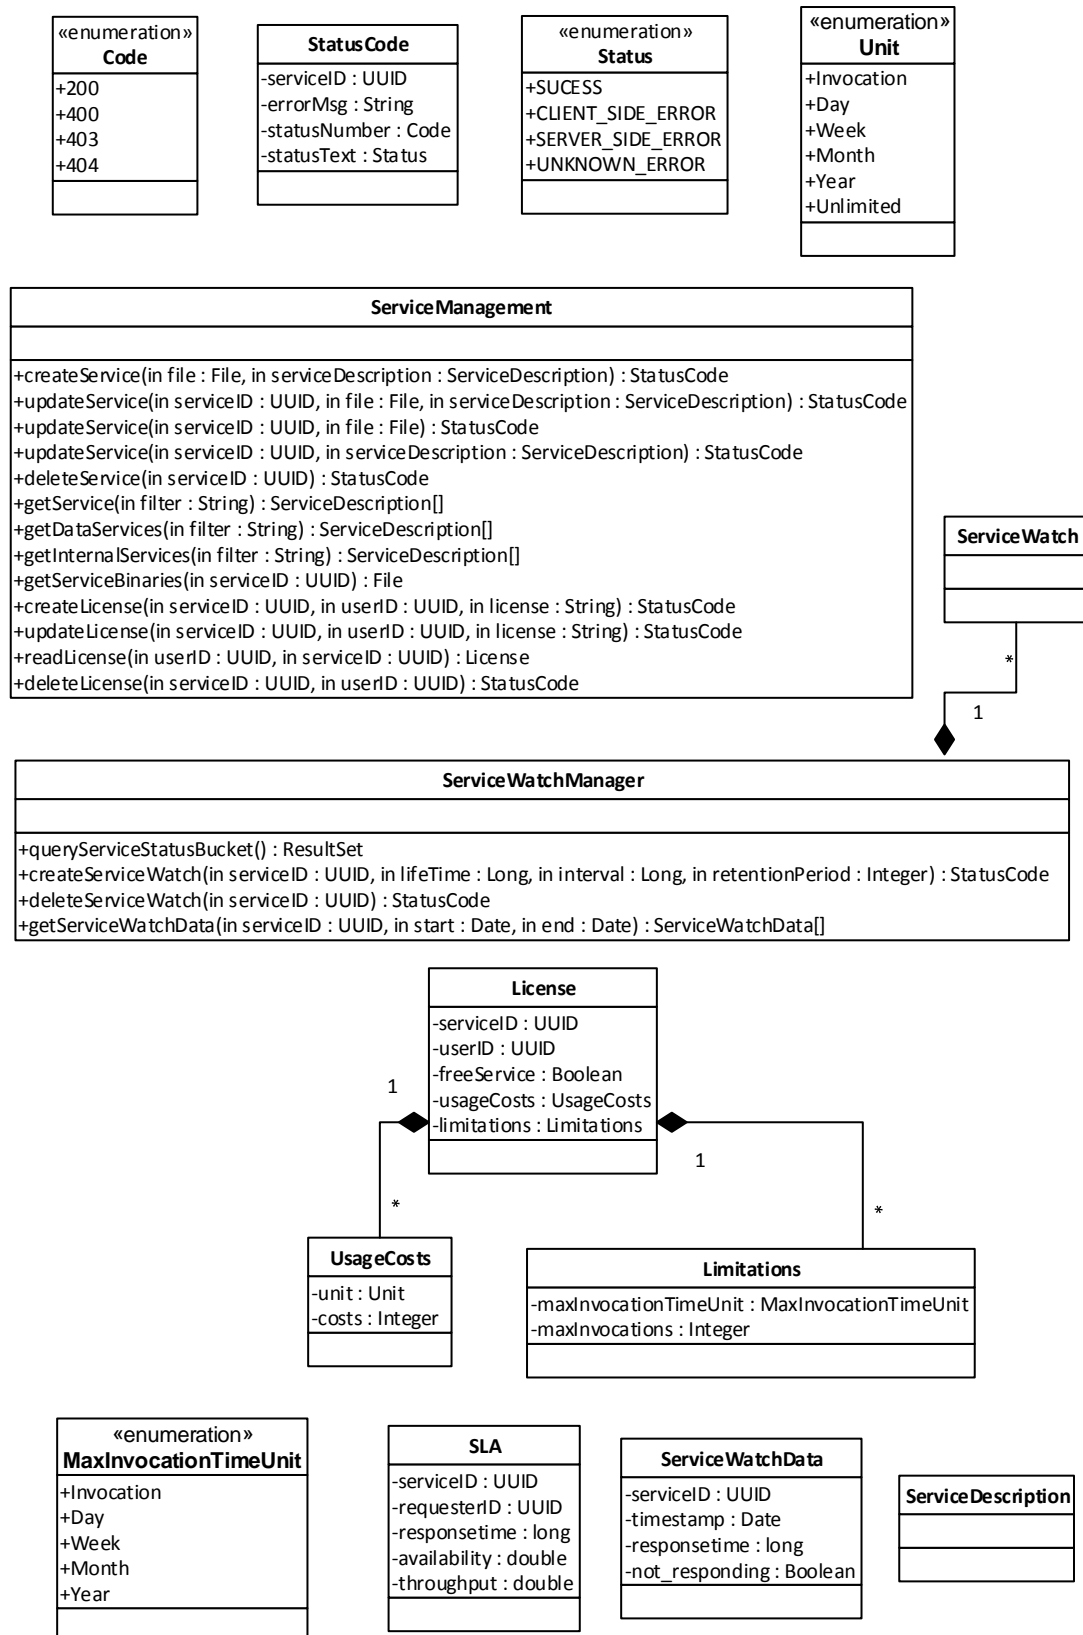 «enumeration»
Code
+200
+400
+403
+404
StatusCode
-serviceID : UUID
-errorMsg : String
-statusNumber : Code
-statusText : Status
«enumeration»
Status
+SUCESS
+CLIENT_SIDE_ERROR
+SERVER_SIDE_ERROR
+UNKNOWN_ERROR
«enumeration»
Unit
+Invocation
+Day
+Week
+Month
+Year
+Unlimited
ServiceManagement
+createService(in file : File, in serviceDescription : ServiceDescription) : StatusCode
+updateService(in serviceID : UUID, in file : File, in serviceDescription : ServiceDescription) : StatusCode
+updateService(in serviceID : UUID, in file : File) : StatusCode
+updateService(in serviceID : UUID, in serviceDescription : ServiceDescription) : StatusCode
+deleteService(in serviceID : UUID) : StatusCode
+getService(in filter : String) : ServiceDescription[]
+getDataServices(in filter : String) : ServiceDescription[]
+getInternalServices(in filter : String) : ServiceDescription[]
+getServiceBinaries(in serviceID : UUID) : File
+createLicense(in serviceID : UUID, in userID : UUID, in license : String) : StatusCode
+updateLicense(in serviceID : UUID, in userID : UUID, in license : String) : StatusCode
+readLicense(in userID : UUID, in serviceID : UUID) : License
+deleteLicense(in serviceID : UUID, in userID : UUID) : StatusCode
ServiceWatch
*
1
ServiceWatchManager
+queryServiceStatusBucket() : ResultSet
+createServiceWatch(in serviceID : UUID, in lifeTime : Long, in interval : Long, in retentionPeriod : Integer) : StatusCode
+deleteServiceWatch(in serviceID : UUID) : StatusCode
+getServiceWatchData(in serviceID : UUID, in start : Date, in end : Date) : ServiceWatchData[]
License
-serviceID : UUID
-userID : UUID
-freeService : Boolean
-usageCosts : UsageCosts
-limitations : Limitations
1
1
*
*
UsageCosts
-unit : Unit
-costs : Integer
Limitations
-maxInvocationTimeUnit : MaxInvocationTimeUnit
-maxInvocations : Integer
«enumeration»
MaxInvocationTimeUnit
+Invocation
+Day
+Week
+Month
+Year
SLA
-serviceID : UUID
-requesterID : UUID
-responsetime : long
-availability : double
-throughput : double
ServiceWatchData
-serviceID : UUID
-timestamp : Date
-responsetime : long
-not_responding : Boolean
ServiceDescription